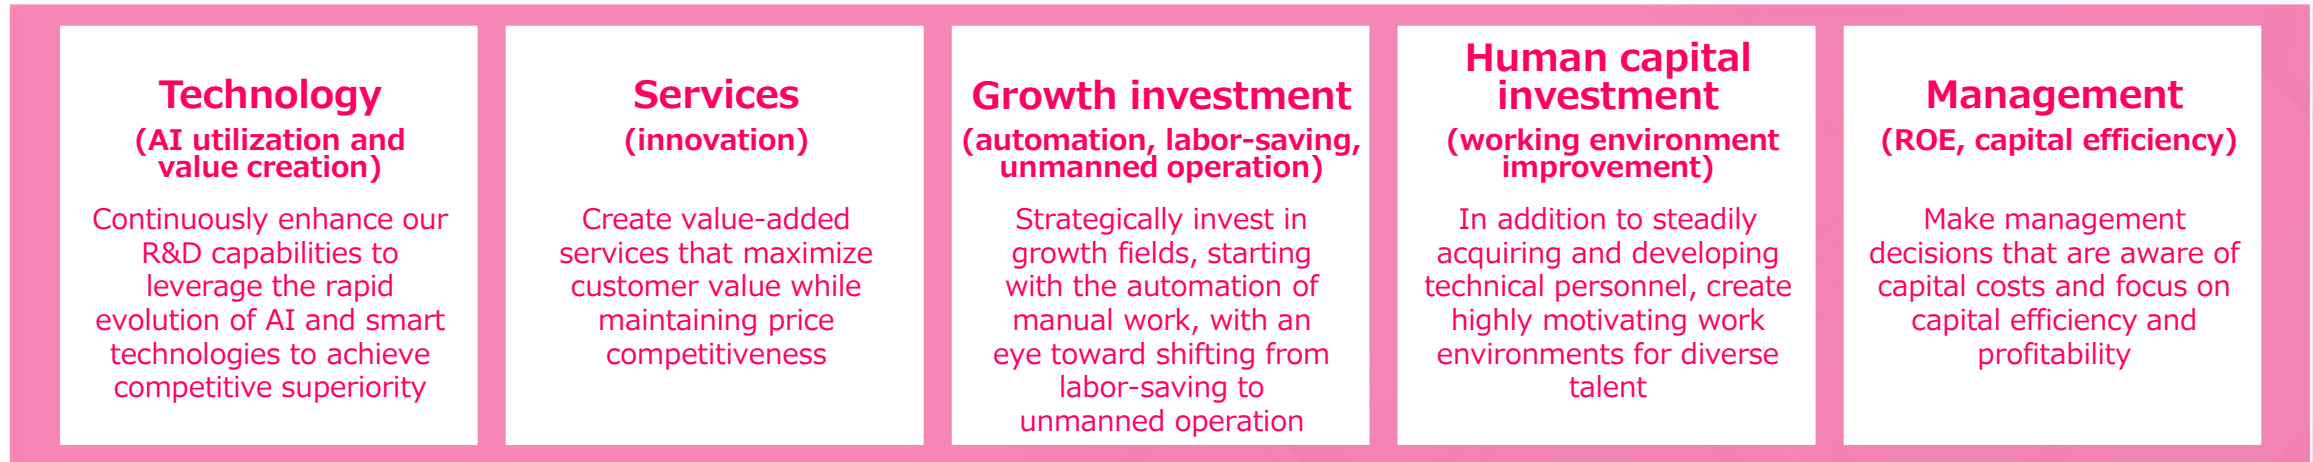 Technology
(AI utilization and
value creation)
Continuously enhance our
R&D capabilities to
leverage the rapid
evolution of AI and smart
technologies to achieve
competitive superiority
Services
(innovation)
Create value-added
services that maximize
customer value while
maintaining price
competitiveness
Growth investment
(automation, labor-saving,
unmanned operation)
Strategically invest in
growth fields, starting
with the automation of
manual work, with an
eye toward shifting from
labor-saving to
unmanned operation
Human capital
investment
(working environment
improvement)
In addition to steadily
acquiring and developing
technical personnel, create
highly motivating work
environments for diverse
talent
Management
(ROE, capital efficiency)
Make management
decisions that are aware of
capital costs and focus on
capital efficiency and
profitability